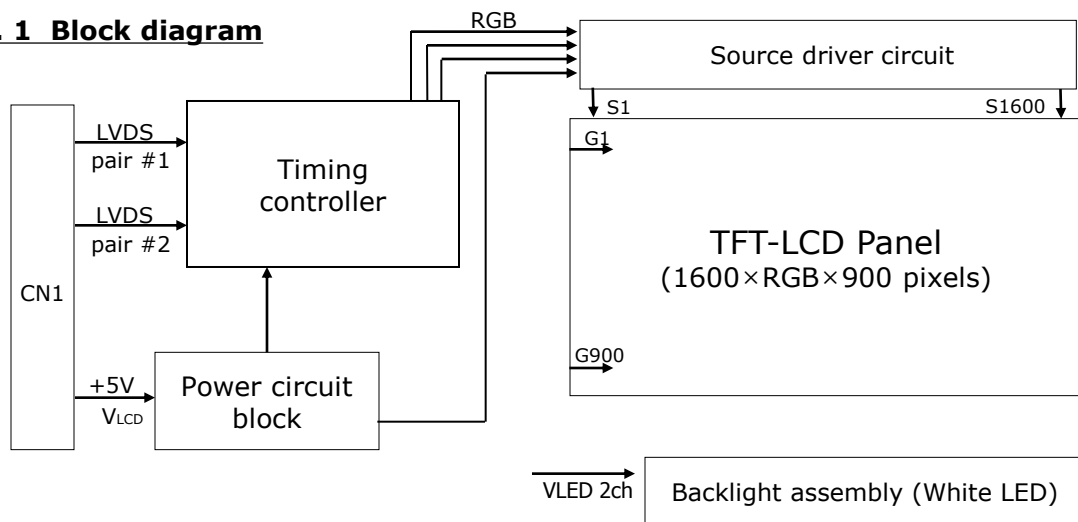 . 1 Block diagram
RGB
Source driver circuit
S1
S1600
CN1
LVDS
pair #1
LVDS
pair #2
Timing
controller
G1
TFT-LCD Panel
(1600×RGB×900 pixels)
G900
+5V
VLCD
Power circuit
block
VLED 2ch
Backlight assembly (White LED)